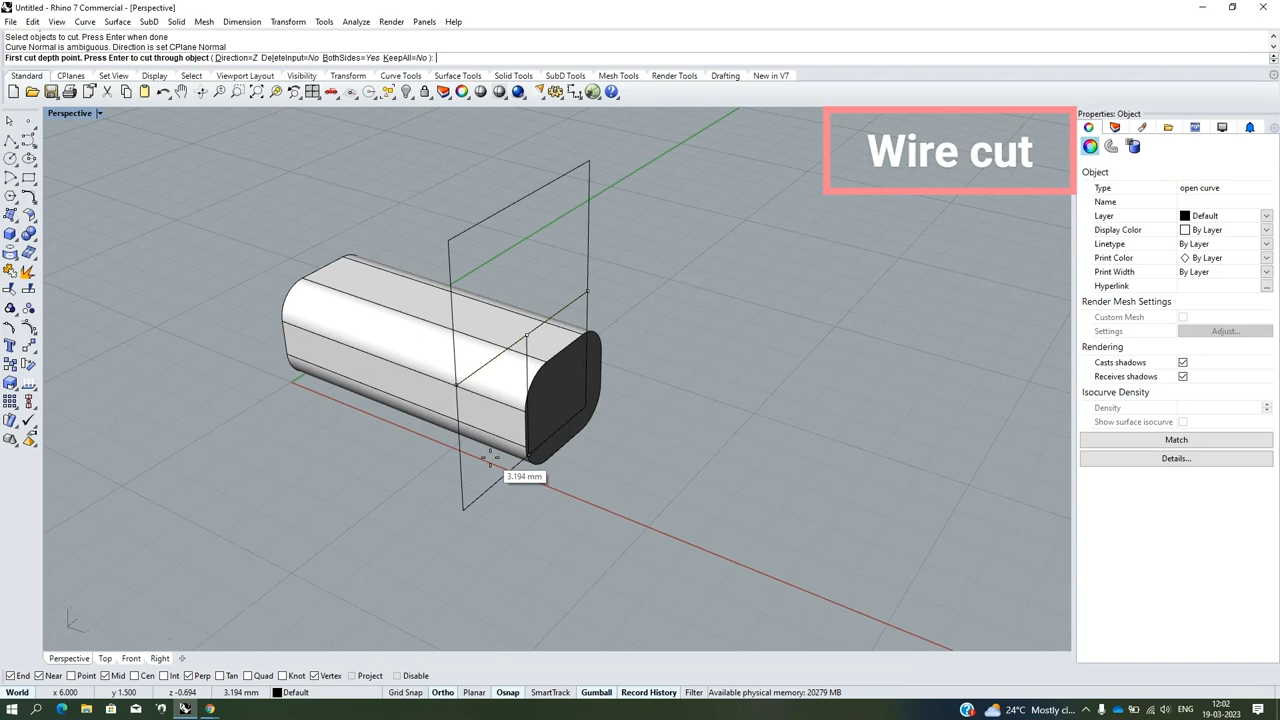 Untitled - Rhino 7 Commercial - [Perspective]
File Edit View Curve Surface SubD Solid Mesh Dimension Transform Tools Analyze Render Panels Help
Select objects to cut. Press Enter when done
Curve Normal is ambiguous. Direction is set CPlane Normal
First cut depth point. Press Enter to cut through object ( Direction=Z DeleteInput=No BothSides=Yes KeepAll=No ):
Standard CPlanes Set View Display Select Viewport Layout Visibility Transform Curve Tools Surface Tools Solid Tools SubD Tools Mesh Tools Render Tools Drafting New in V7
Perspective
Wire cut
3.194 mm
Properties: Object
Object
Type open curve
Name
Layer Default
Display Color By Layer
Linetype By Layer
Print Color By Layer
Print Width By Layer
Hyperlink ...
Render Mesh Settings
Custom Mesh
Settings Adjust...
Rendering
Casts shadows
Receives shadows
Isocurve Density
Density
Show surface isocurve
Match
Details...
Perspective Top Front Right
End Near Point Mid Cen Int Perp Tan Quad Knot Vertex Project Disable
World x 6.000 y 1.500 z -0.694 3.194 mm Default Grid Snap Ortho Planar Osnap SmartTrack Gumball Record History Filter Available physical memory: 20279 MB
24°C Mostly cl... ENG 12:02
19-03-2023